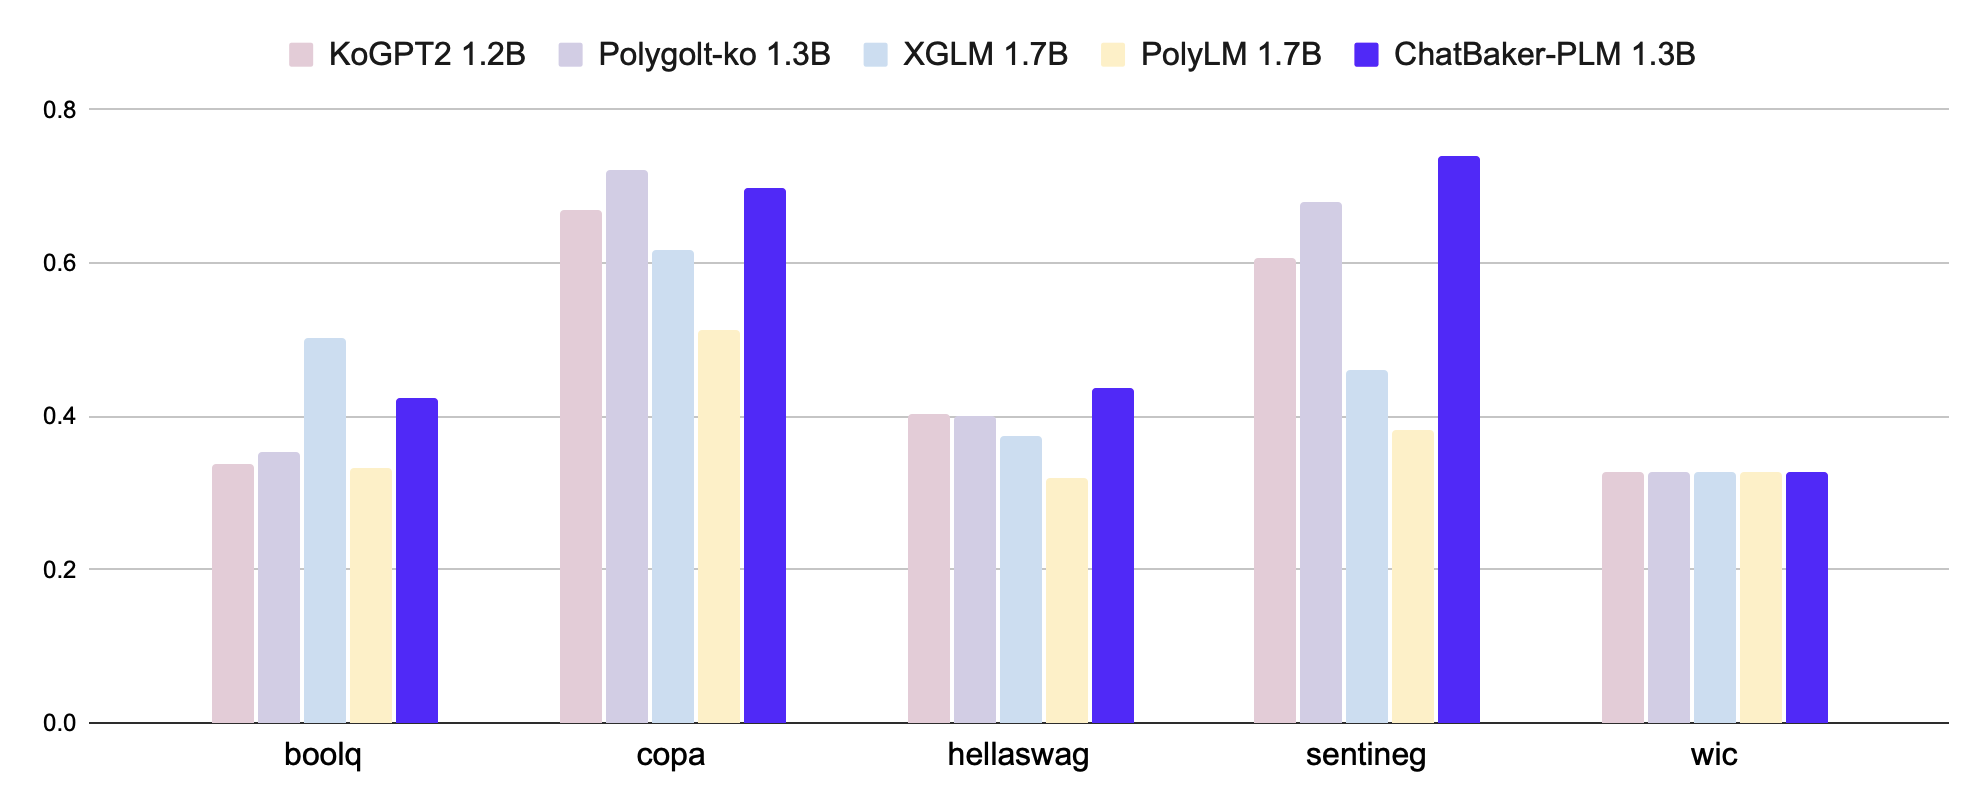 KoGPT2 1.2B Polygolt-ko 1.3B XGLM 1.7B PolyLM 1.7B ChatBaker-PLM 1.3B
0.8
0.6
0.4
0.2
0.0
boolq copa hellaswag sentineg wic